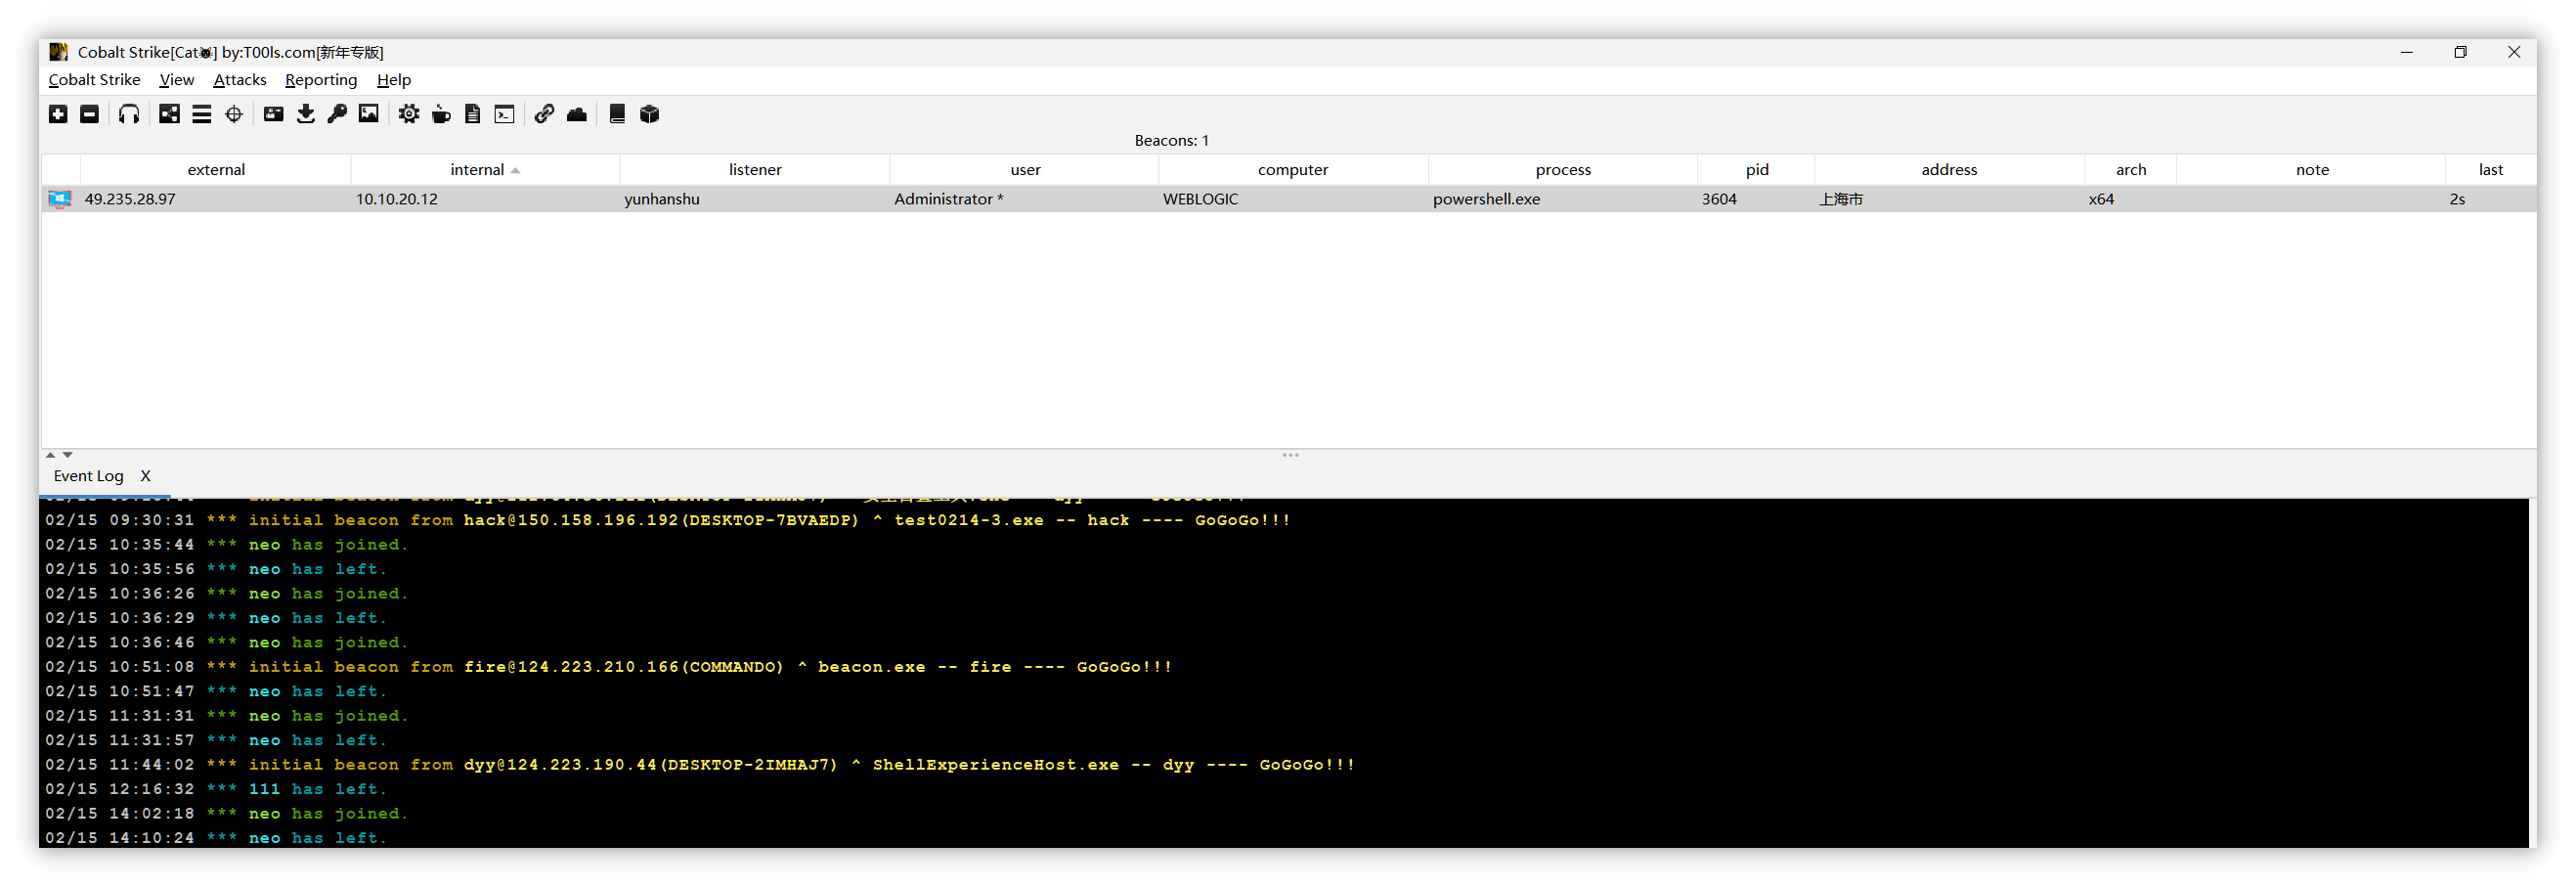 Cobalt Strike[Cat🐱] by:T00ls.com[新年专版]
Cobalt Strike View Attacks Reporting Help
Beacons: 1
external internal listener user computer process pid address arch note last
49.235.28.97 10.10.20.12 yunhanshu Administrator * WEBLOGIC powershell.exe 3604 上海市 x64 2s
Event Log X
02/15 09:30:31 *** initial beacon from hack@150.158.196.192(DESKTOP-7BVAEDP) ^ test0214-3.exe -- hack ---- GoGoGo!!!
02/15 10:35:44 *** neo has joined.
02/15 10:35:56 *** neo has left.
02/15 10:36:26 *** neo has joined.
02/15 10:36:29 *** neo has left.
02/15 10:36:46 *** neo has joined.
02/15 10:51:08 *** initial beacon from fire@124.223.210.166(COMMANDO) ^ beacon.exe -- fire ---- GoGoGo!!!
02/15 10:51:47 *** neo has left.
02/15 11:31:31 *** neo has joined.
02/15 11:31:57 *** neo has left.
02/15 11:44:02 *** initial beacon from dyy@124.223.190.44(DESKTOP-2IMHAJ7) ^ ShellExperienceHost.exe -- dyy ---- GoGoGo!!!
02/15 12:16:32 *** 111 has left.
02/15 14:02:18 *** neo has joined.
02/15 14:10:24 *** neo has left.